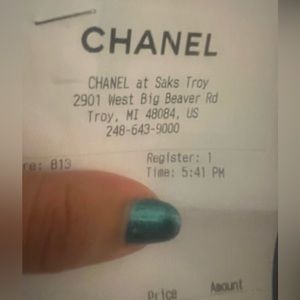 CHANEL
CHANEL at Saks Troy
2901 West Big Beaver Rd
Troy, MI 48084, US
248-643-9000
re: 813 Register: 1
Time: 5:41 PM
Price Amount